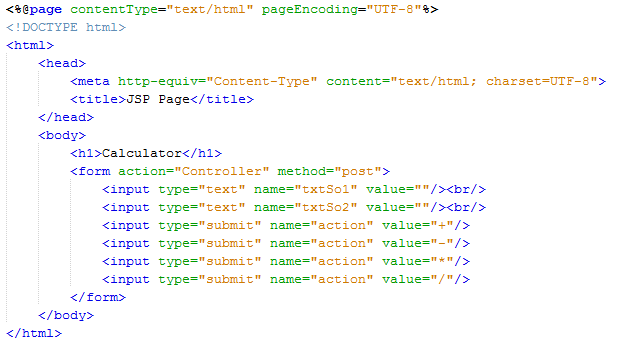 <%@page contentType="text/html" pageEncoding="UTF-8"%>
<!DOCTYPE html>
<html>
    <head>
        <meta http-equiv="Content-Type" content="text/html; charset=UTF-8">
        <title>JSP Page</title>
    </head>
    <body>
        <h1>Calculator</h1>
        <form action="Controller" method="post">
            <input type="text" name="txtSo1" value=""/><br/>
            <input type="text" name="txtSo2" value=""/><br/>
            <input type="submit" name="action" value="+"/>
            <input type="submit" name="action" value="-"/>
            <input type="submit" name="action" value="*"/>
            <input type="submit" name="action" value="/"/>
        </form>
    </body>
</html>